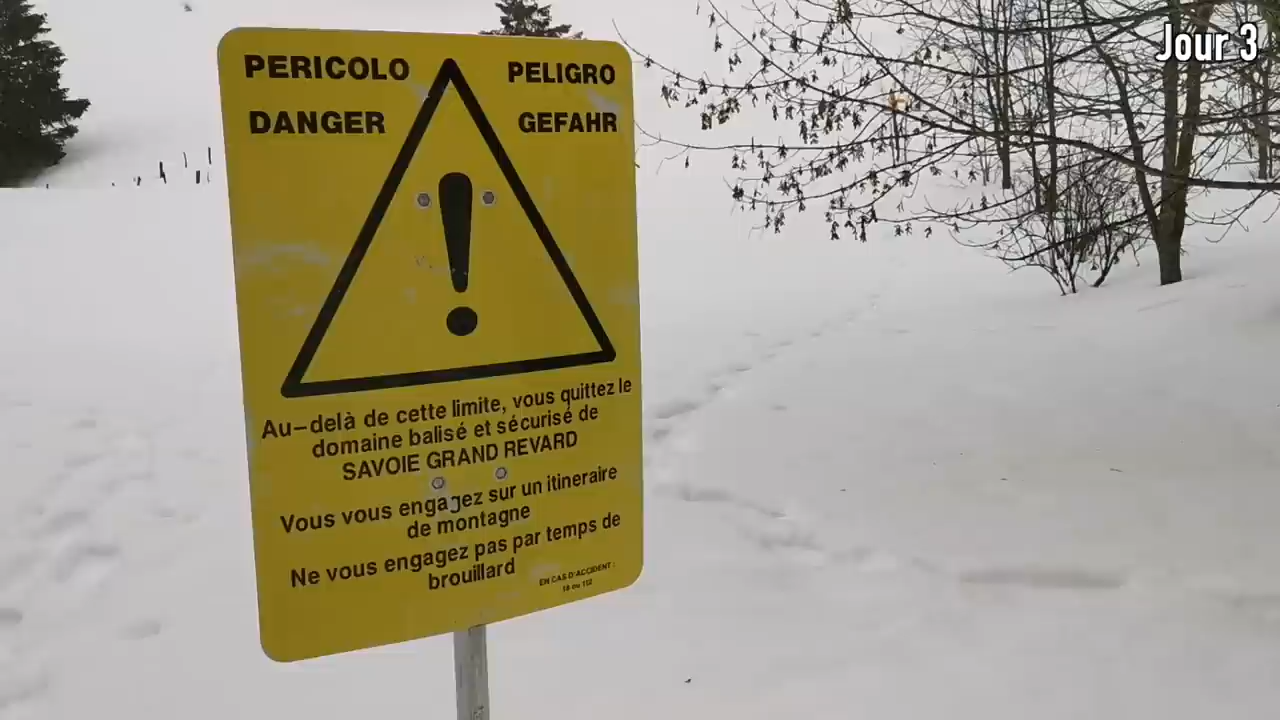 Jour 3
PERICOLO PELIGRO
DANGER GEFAHR
Au-delà de cette limite, vous quittez le
domaine balisé et sécurisé de
SAVOIE GRAND REVARD
Vous vous engagez sur un itineraire
de montagne
Ne vous engagez pas par temps de
brouillard
EN CAS D'ACCIDENT :
18 ou 112